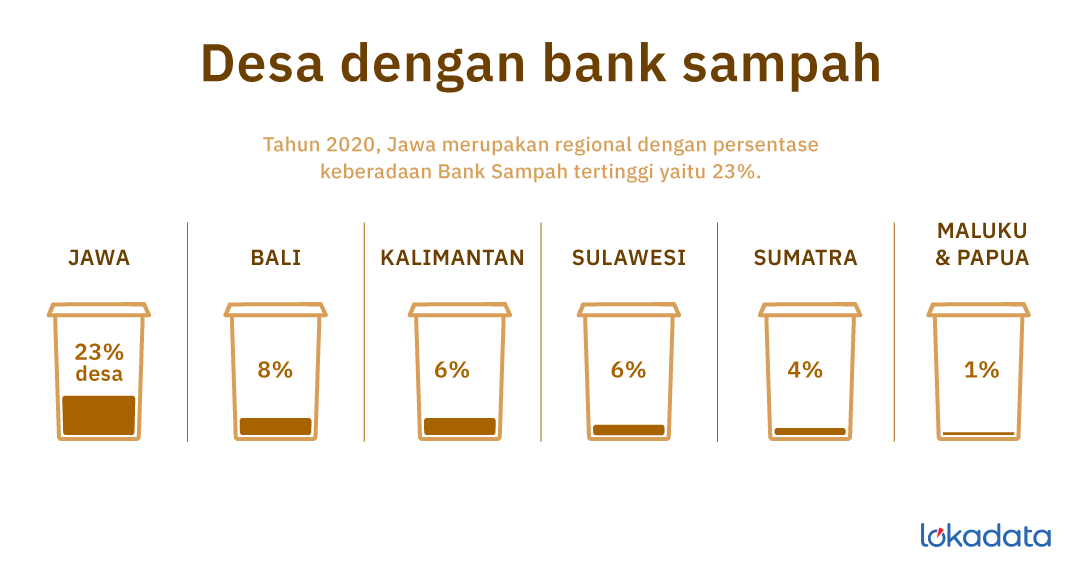 Desa dengan bank sampah
Tahun 2020, Jawa merupakan regional dengan persentase
keberadaan Bank Sampah tertinggi yaitu 23%.
JAWA
23%
desa
BALI
8%
KALIMANTAN
6%
SULAWESI
6%
SUMATRA
4%
MALUKU
& PAPUA
1%
lokadata